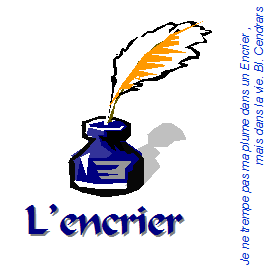 L'encrier
Je ne trempe pas ma plume dans un Encrier ,
mais dans la vie. Bl. Cendrars